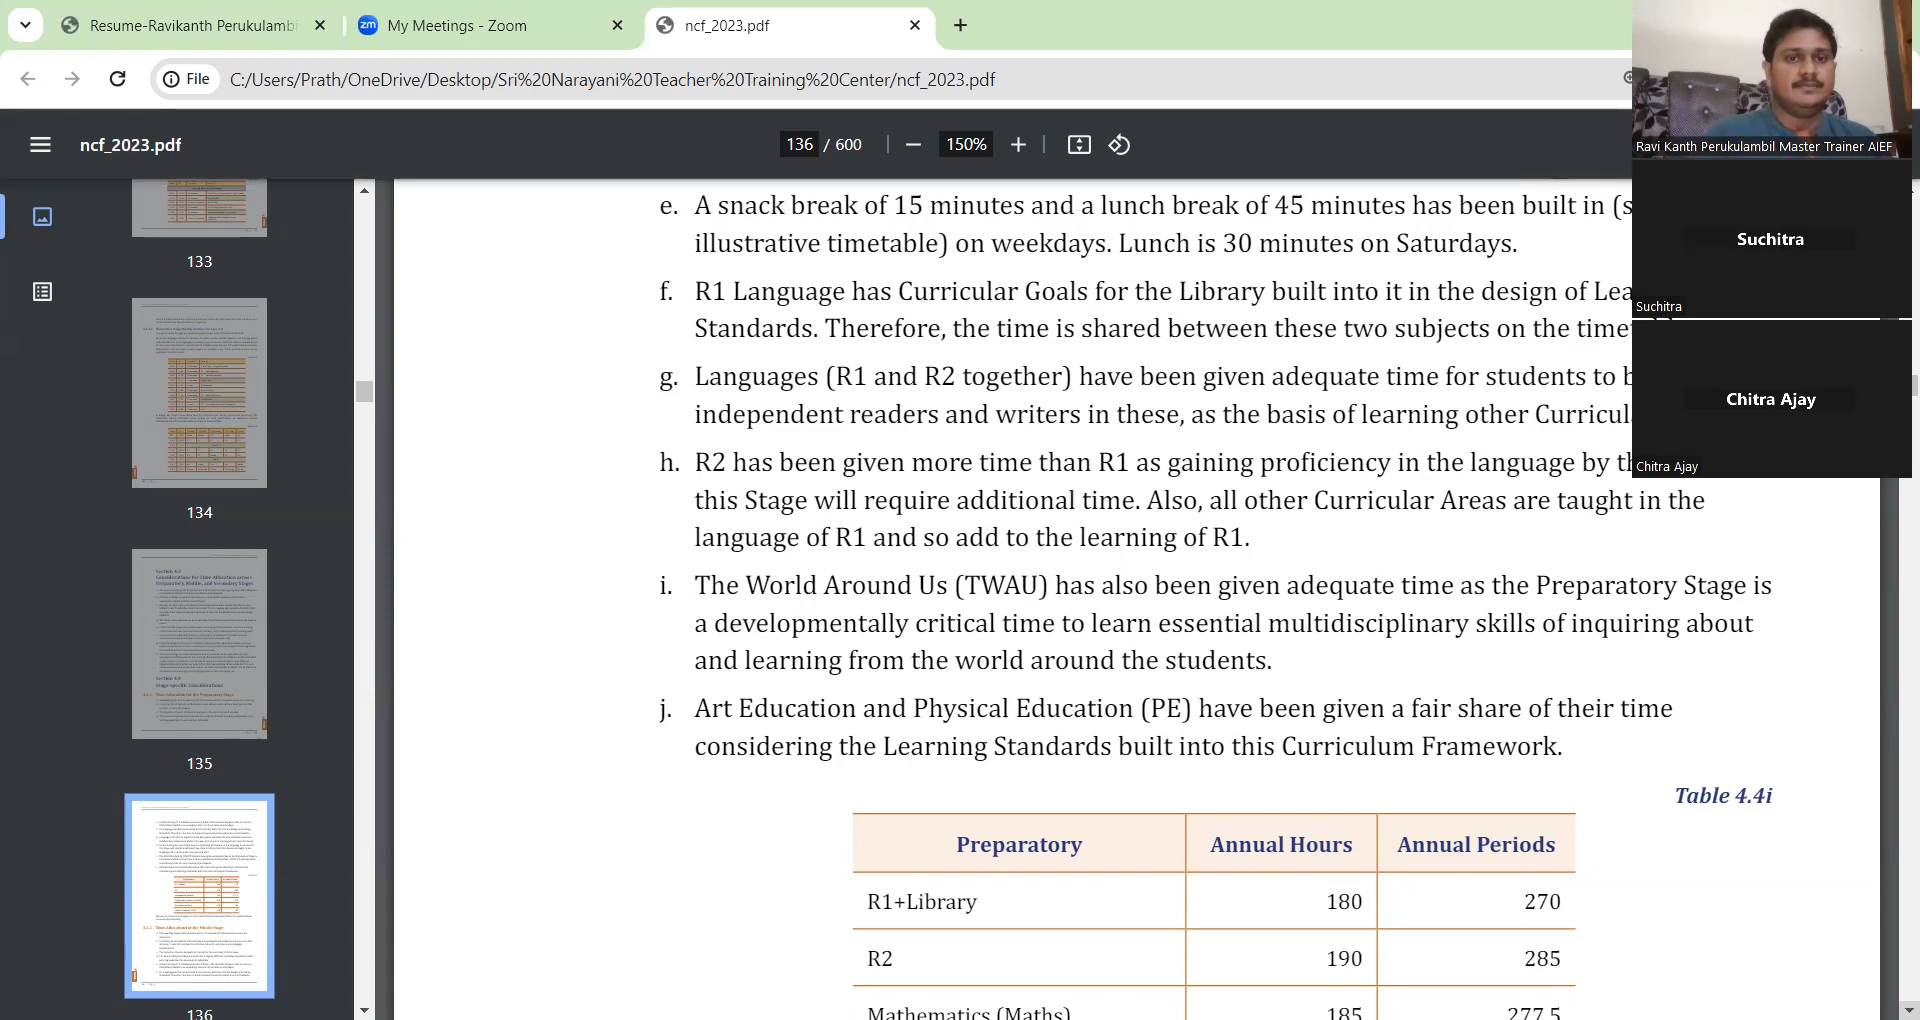 Resume-Ravikanth Perukulambi
zm My Meetings - Zoom
ncf_2023.pdf
File C:/Users/Prath/OneDrive/Desktop/Sri%20Narayani%20Teacher%20Training%20Center/ncf_2023.pdf
ncf_2023.pdf
136 / 600
150%
133
134
135
136
e. A snack break of 15 minutes and a lunch break of 45 minutes has been built in (s
illustrative timetable) on weekdays. Lunch is 30 minutes on Saturdays.
f. R1 Language has Curricular Goals for the Library built into it in the design of Lea
Standards. Therefore, the time is shared between these two subjects on the time
g. Languages (R1 and R2 together) have been given adequate time for students to b
independent readers and writers in these, as the basis of learning other Curricul
h. R2 has been given more time than R1 as gaining proficiency in the language by th
this Stage will require additional time. Also, all other Curricular Areas are taught in the
language of R1 and so add to the learning of R1.
i. The World Around Us (TWAU) has also been given adequate time as the Preparatory Stage is
a developmentally critical time to learn essential multidisciplinary skills of inquiring about
and learning from the world around the students.
j. Art Education and Physical Education (PE) have been given a fair share of their time
considering the Learning Standards built into this Curriculum Framework.
Table 4.4i
Preparatory Annual Hours Annual Periods
R1+Library 180 270
R2 190 285
Mathematics (Maths) 185 277.5
Ravi Kanth Perukulambil Master Trainer AIEF
Suchitra
Suchitra
Chitra Ajay
Chitra Ajay